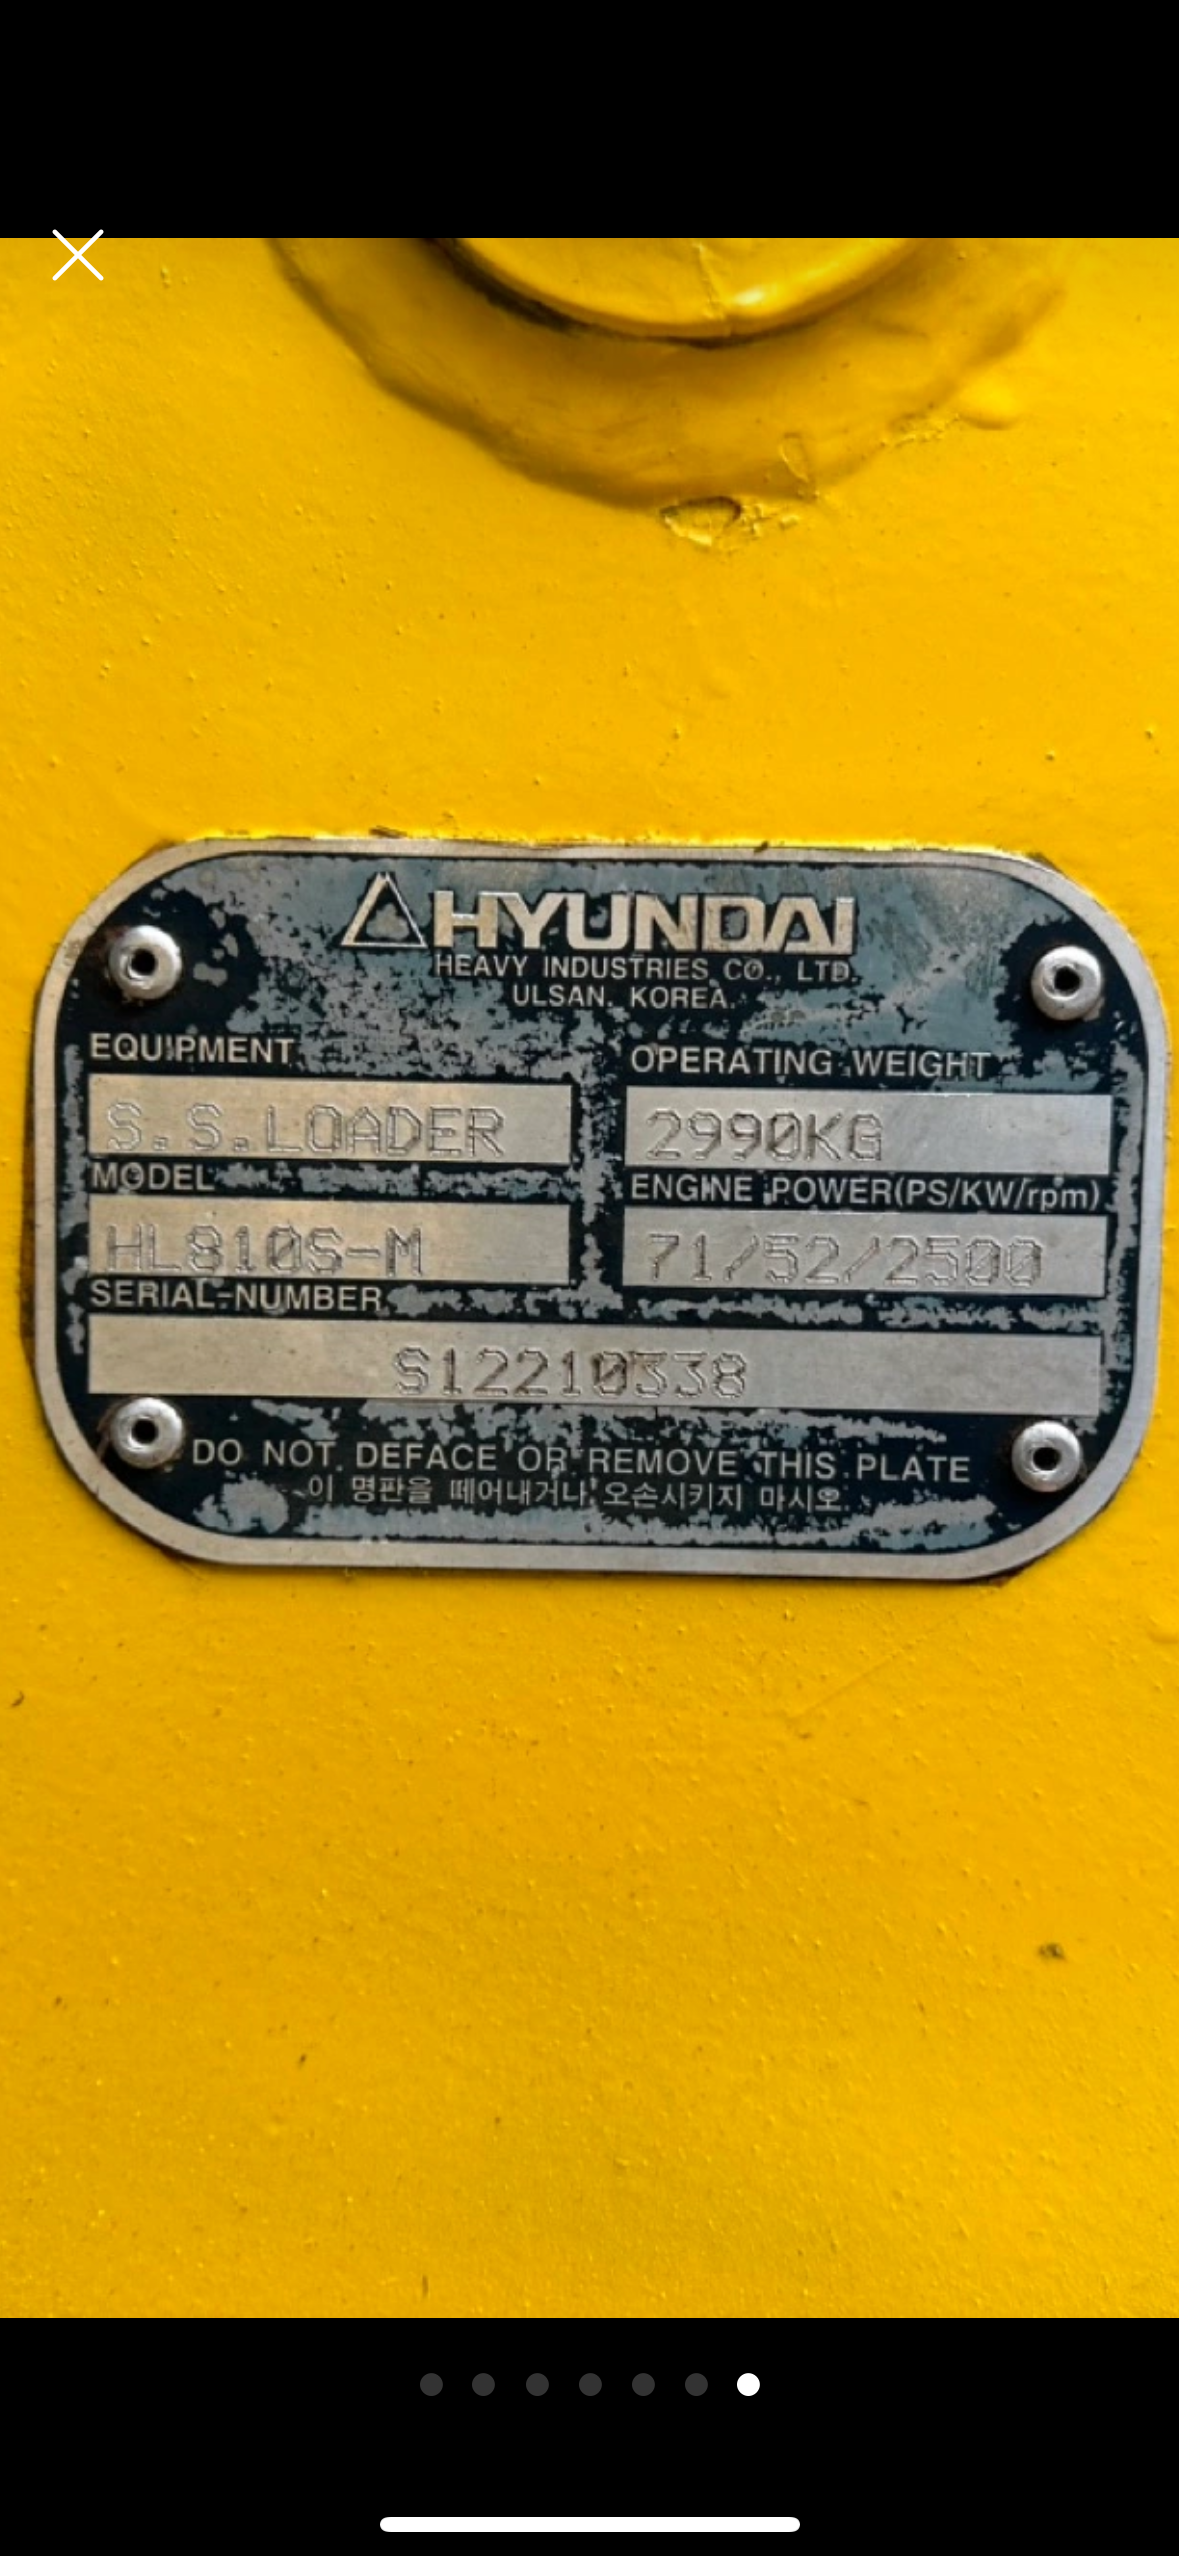 HYUNDAI
HEAVY INDUSTRIES CO., LTD.
ULSAN. KOREA.
EQUIPMENT
S.S.LOADER
OPERATING WEIGHT
2990KG
MODEL
HL810S-M
ENGINE POWER(PS/KW/rpm)
71/52/2500
SERIAL-NUMBER
S12210338
DO NOT DEFACE OR REMOVE THIS PLATE
이 명판을 떼어내거나 오손시키지 마시오.